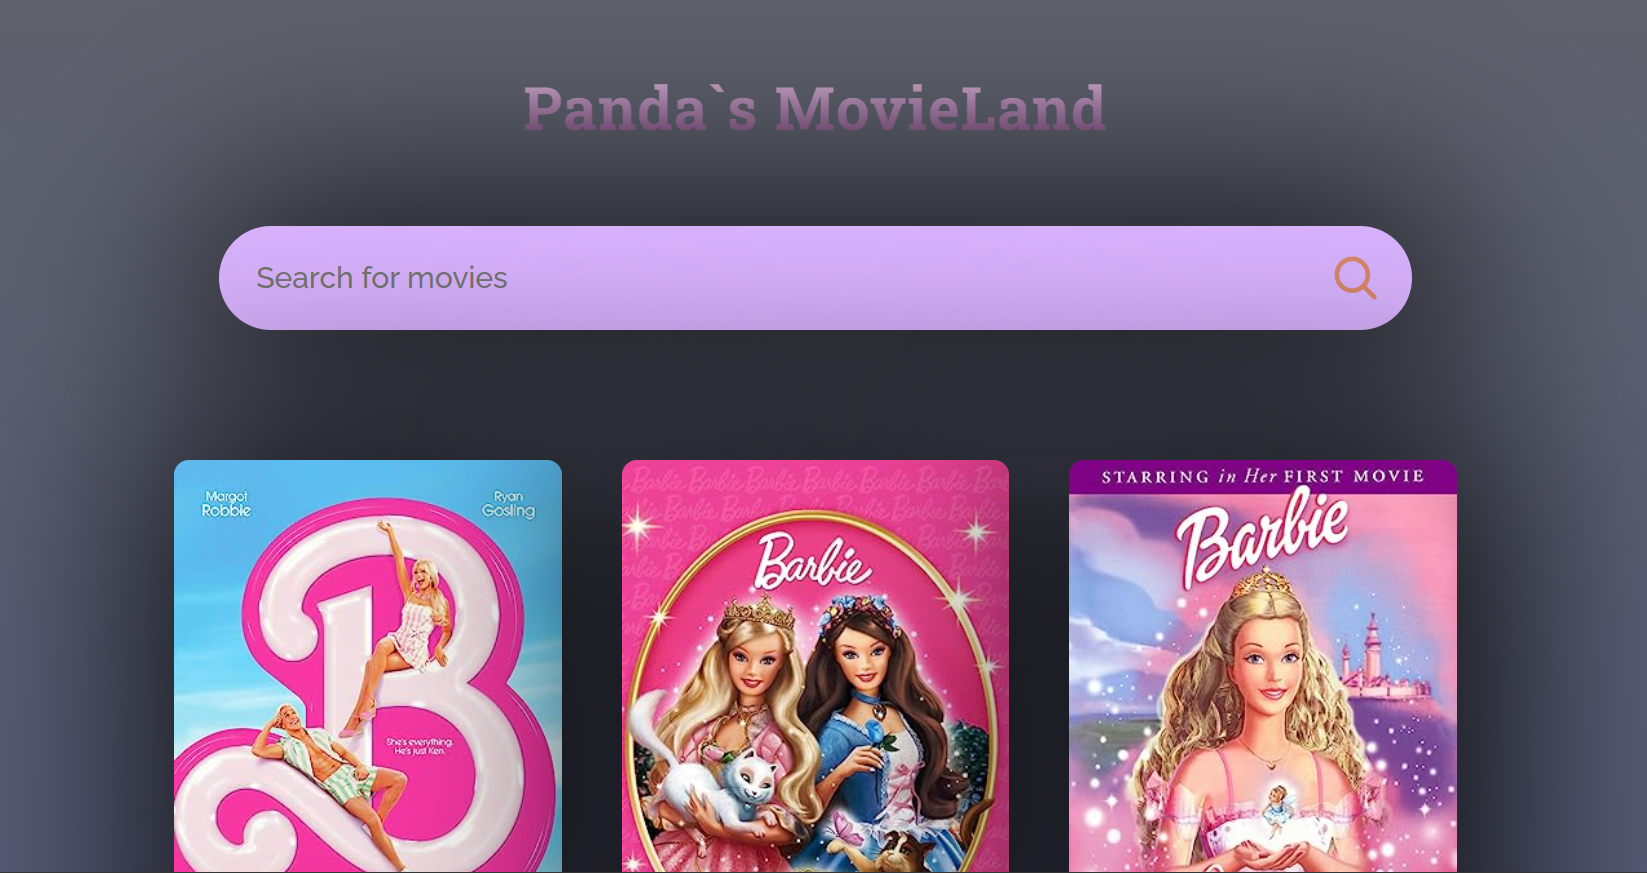 Panda`s MovieLand
Search for movies
Margot
Robbie
Ryan
Gosling
She's everything.
He's just Ken.
Barbie
STARRING in Her FIRST MOVIE
Barbie